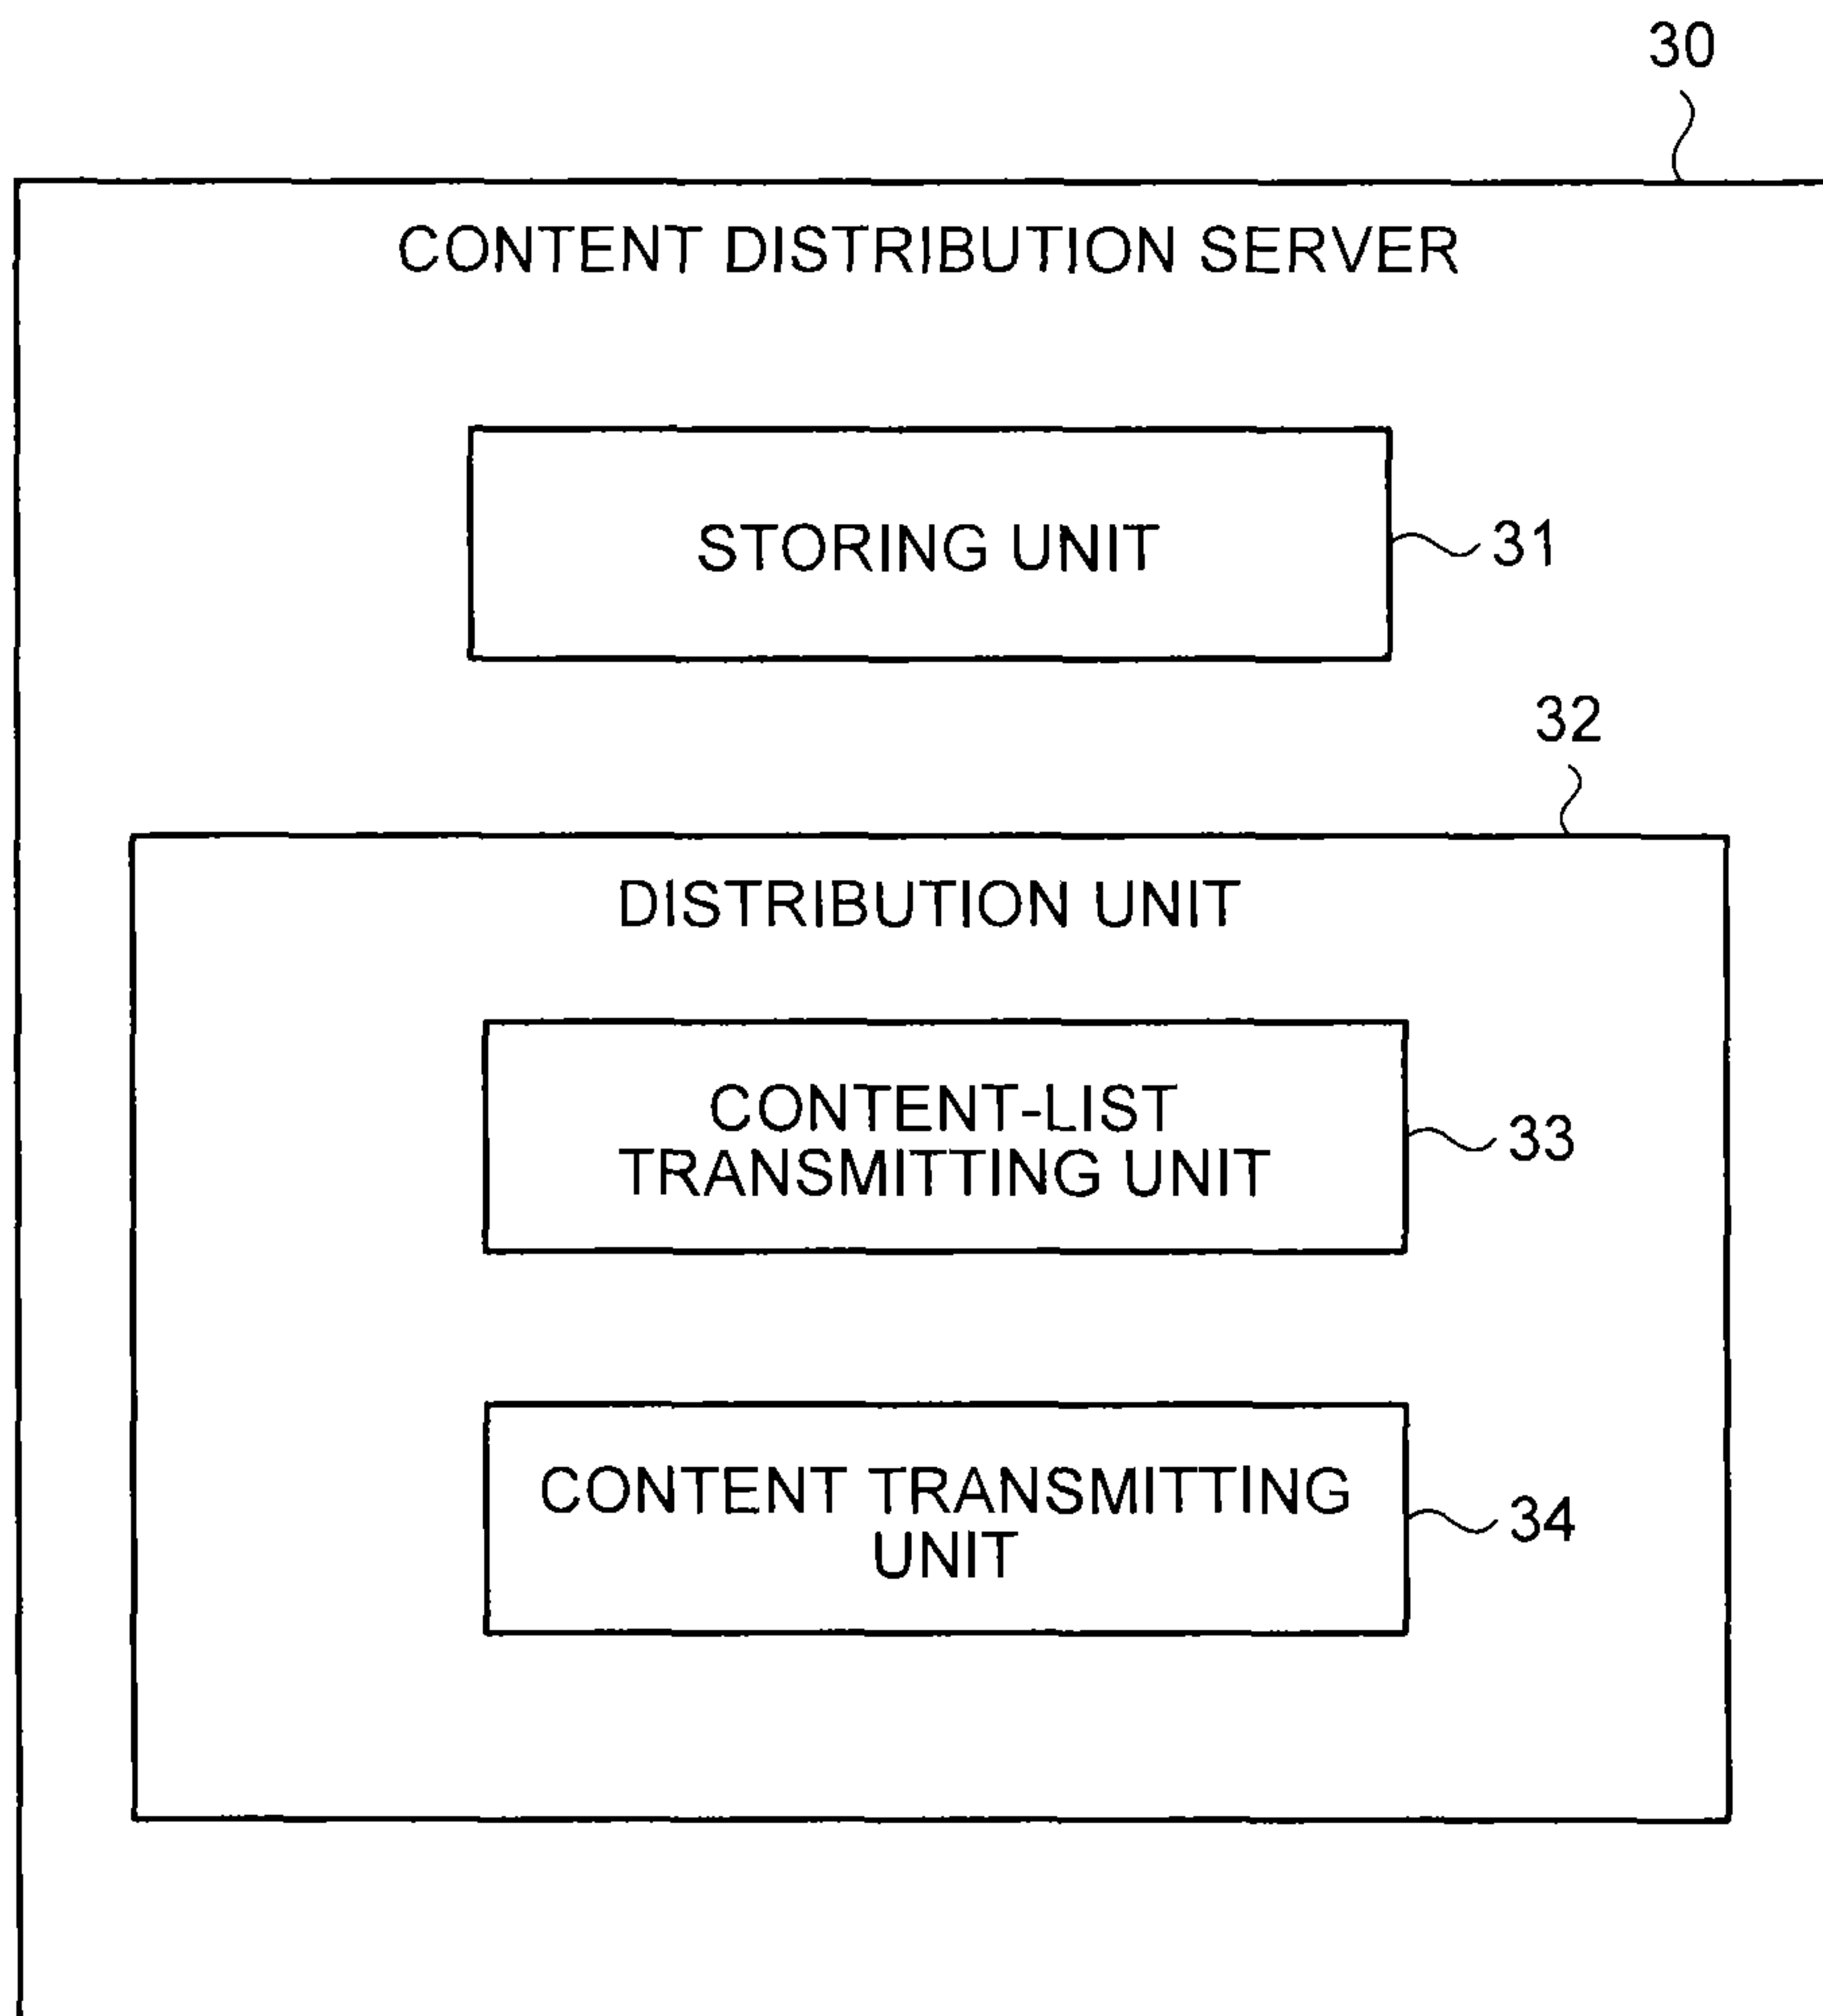 30
CONTENT DISTRIBUTION SERVER
STORING UNIT
31
32
DISTRIBUTION UNIT
CONTENT-LIST
TRANSMITTING UNIT
33
CONTENT TRANSMITTING
UNIT
34